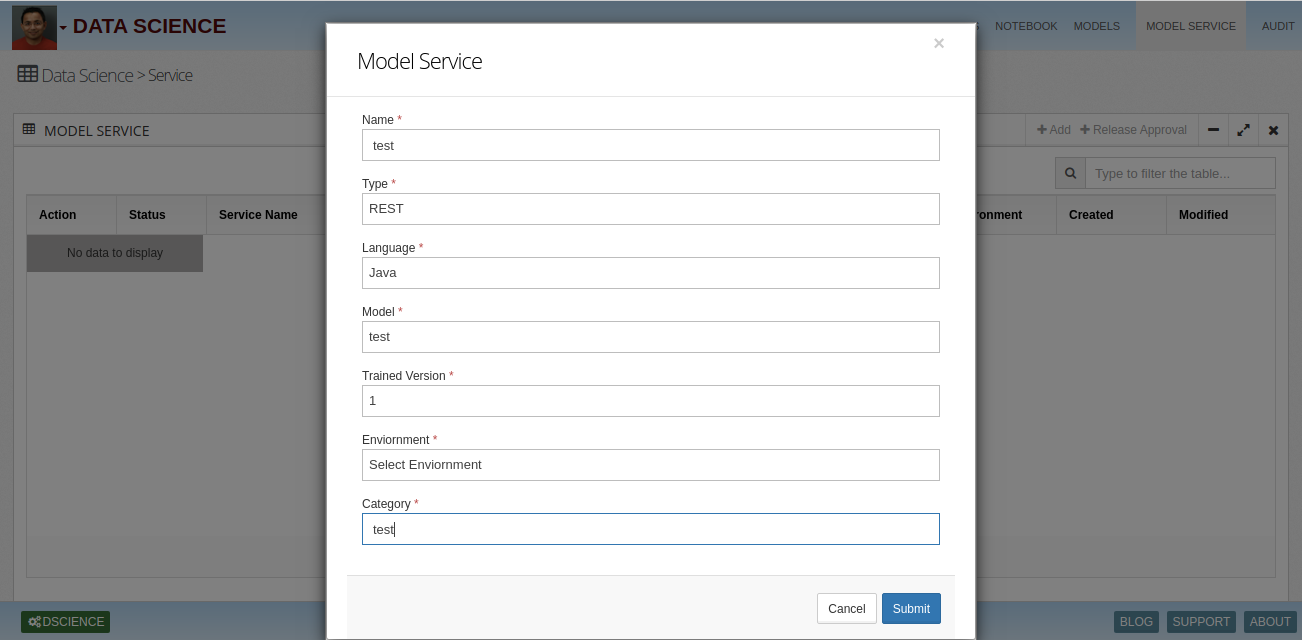 DATA SCIENCE
NOTEBOOK MODELS MODEL SERVICE AUDIT
Data Science > Service
MODEL SERVICE
+ Add + Release Approval
Type to filter the table...
Action Status Service Name ronment Created Modified
No data to display
Model Service
×
Name *
test
Type *
REST
Language *
Java
Model *
test
Trained Version *
1
Enviornment *
Select Enviornment
Category *
test
Cancel Submit
DSCIENCE
BLOG SUPPORT ABOUT